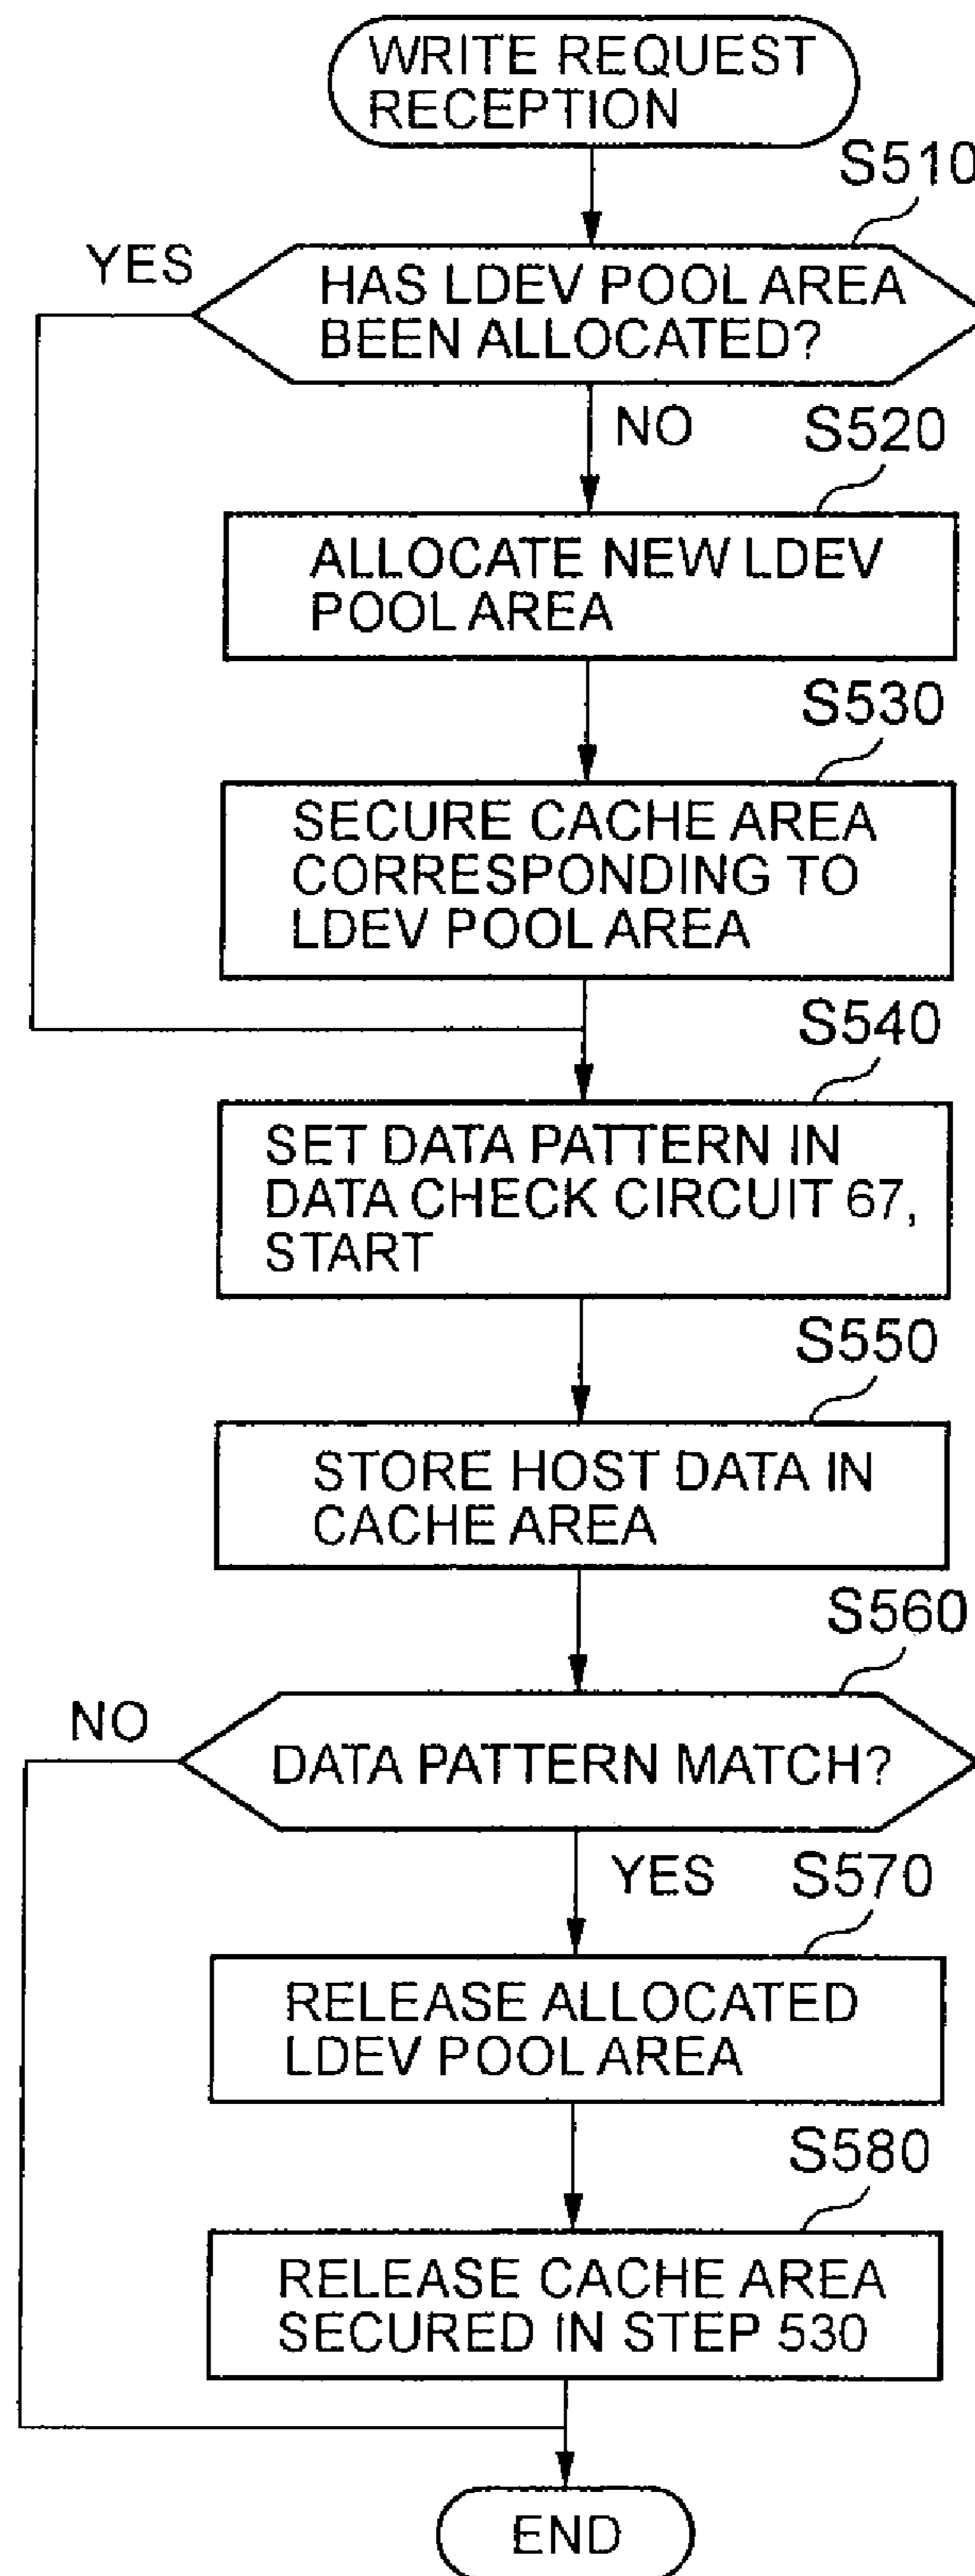 WRITE REQUEST
RECEPTION
S510
YES
HAS LDEV POOL AREA
BEEN ALLOCATED?
NO
S520
ALLOCATE NEW LDEV
POOL AREA
S530
SECURE CACHE AREA
CORRESPONDING TO
LDEV POOL AREA
S540
SET DATA PATTERN IN
DATA CHECK CIRCUIT 67,
START
S550
STORE HOST DATA IN
CACHE AREA
S560
NO
DATA PATTERN MATCH?
YES
S570
RELEASE ALLOCATED
LDEV POOL AREA
S580
RELEASE CACHE AREA
SECURED IN STEP 530
END